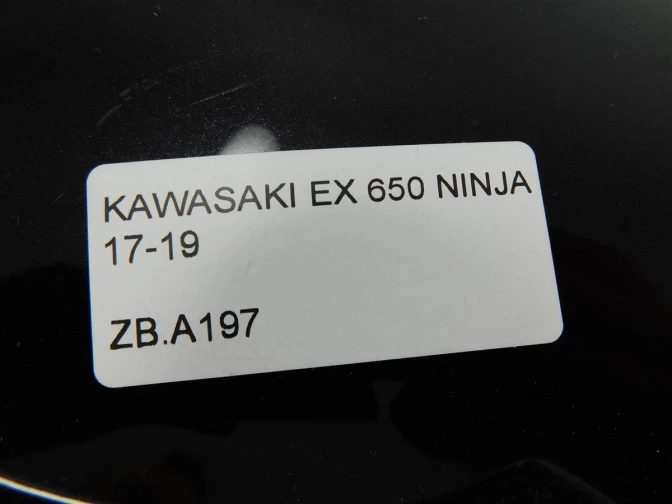 KAWASAKI EX 650 NINJA
17-19
ZB.A197